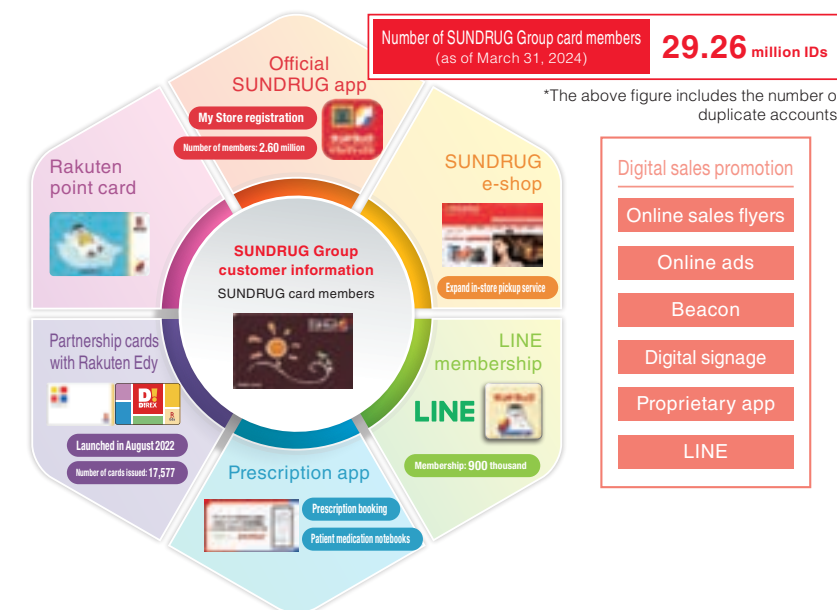 Number of SUNDRUG Group card members
(as of March 31, 2024)
29.26 million IDs
*The above figure includes the number o
duplicate accounts
Official
SUNDRUG app
My Store registration
Number of members: 2.60 million
SUNDRUG
e-shop
Expand in-store pickup service
LINE
membership
LINE
Membership: 900 thousand
Prescription app
Prescription booking
Patient medication notebooks
Partnership cards
with Rakuten Edy
D!
DIREX
Launched in August 2022
Number of cards issued: 17,577
Rakuten
point card
SUNDRUG Group
customer information
SUNDRUG card members
Digital sales promotion
Online sales flyers
Online ads
Beacon
Digital signage
Proprietary app
LINE